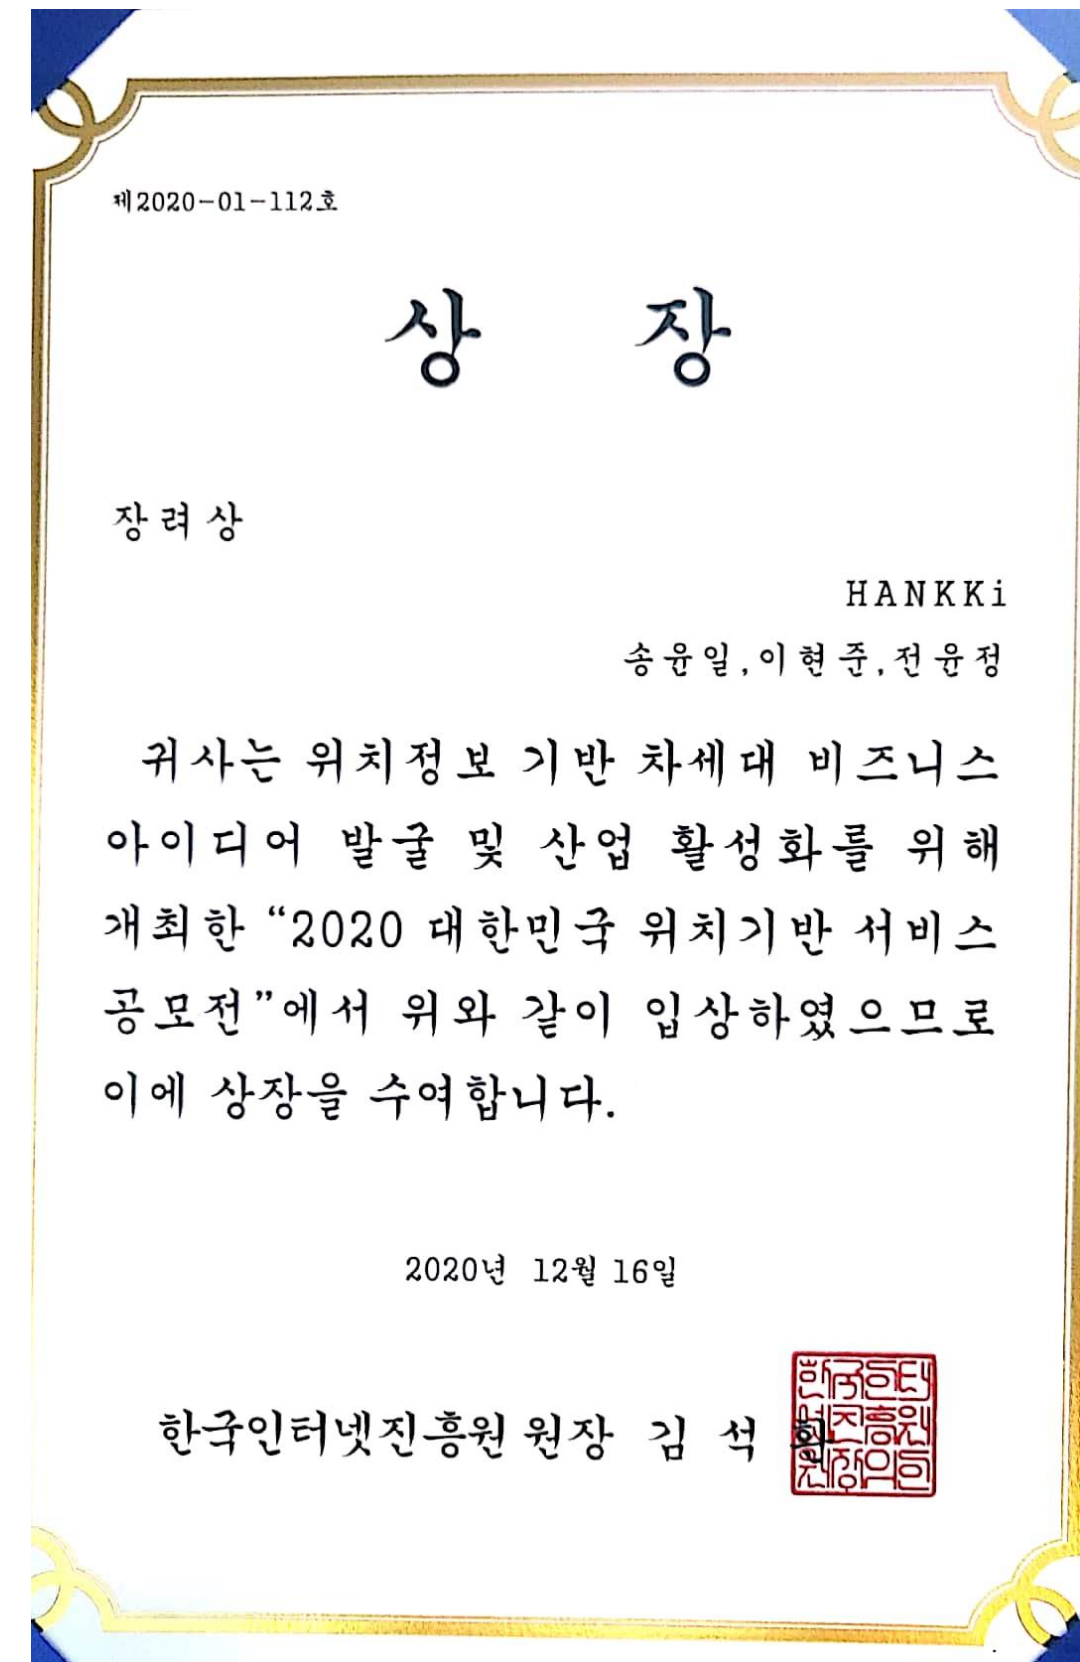 제2020-01-112호
상 장
장려상
HANKKi
송윤일,이현준,전윤정
귀사는 위치정보 기반 차세대 비즈니스
아이디어 발굴 및 산업 활성화를 위해
개최한 “2020 대한민국 위치기반 서비스
공모전”에서 위와 같이 입상하였으므로
이에 상장을 수여합니다.
2020년 12월 16일
한국인터넷진흥원 원장 김 석 환